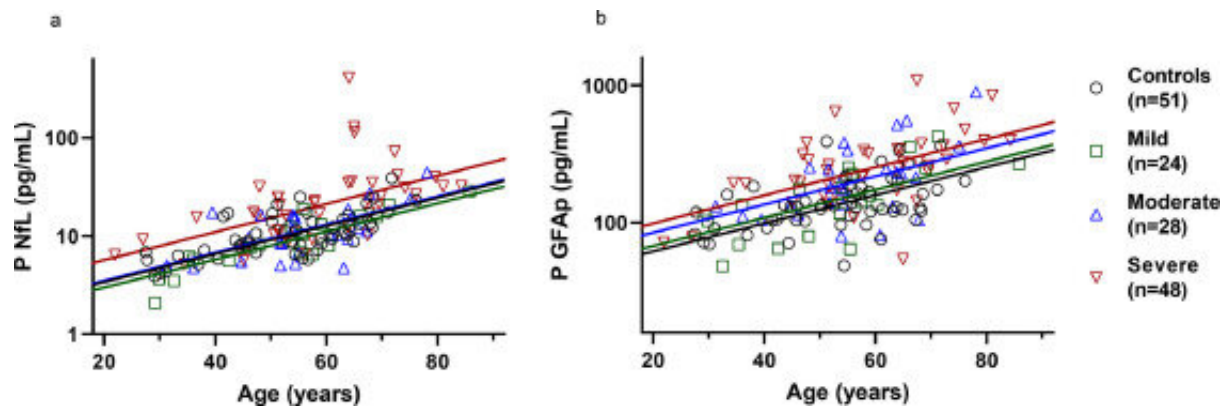 a
P NfL (pg/mL)
100
10
1
20 40 60 80
Age (years)
b
P GFAp (pg/mL)
1000
100
20 40 60 80
Age (years)
Controls
(n=51)
Mild
(n=24)
Moderate
(n=28)
Severe
(n=48)